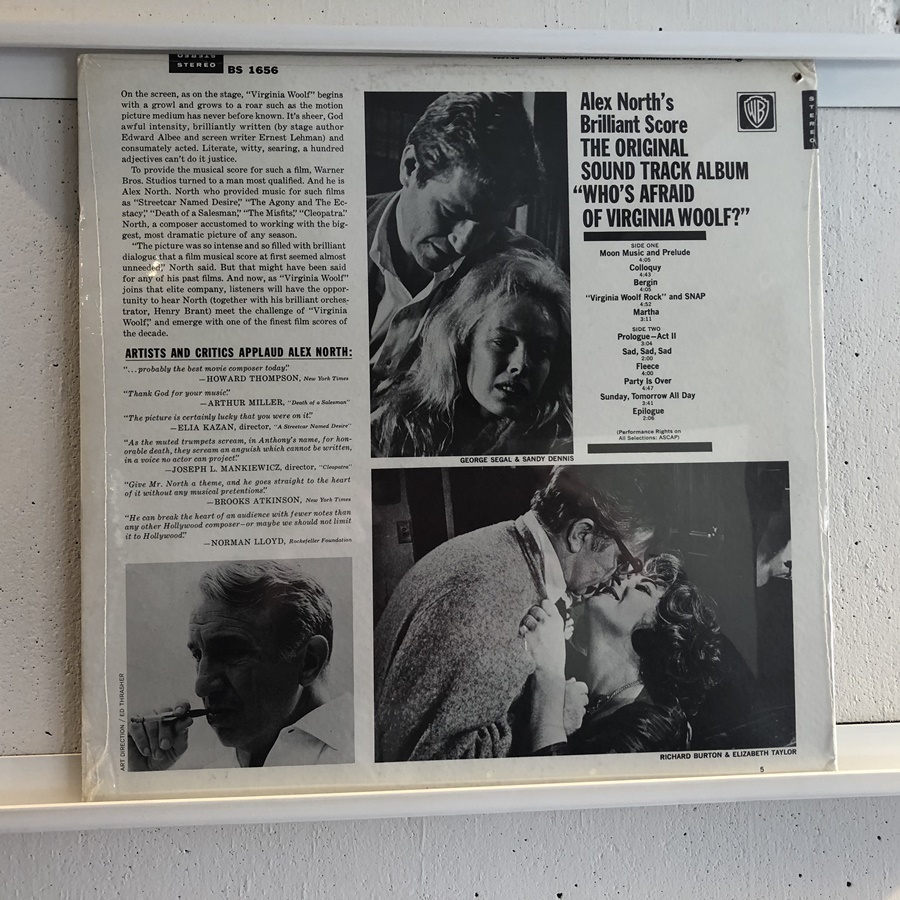 STEREO
BS 1656
On the screen, as on the stage, “Virginia Woolf” begins
with a growl and grows to a roar such as the motion
picture medium has never before known. It’s sheer, God
awful intensity, brilliantly written (by stage author
Edward Albee and screen writer Ernest Lehman) and
consumately acted. Literate, witty, searing, a hundred
adjectives can’t do it justice.
To provide the musical score for such a film, Warner
Bros. Studios turned to a man most qualified. And he is
Alex North. North who provided music for such films
as “Streetcar Named Desire,” “The Agony and The Ec-
stacy,” “Death of a Salesman,” “The Misfits,” “Cleopatra.”
North, a composer accustomed to working with the big-
gest, most dramatic picture of any season.
“The picture was so intense and so filled with brilliant
dialogue that a film musical score at first seemed almost
unneeded,” North said. But that might have been said
for any of his past films. And now, as “Virginia Woolf”
joins that elite company, listeners will have the oppor-
tunity to hear North (together with his brilliant orches-
trator, Henry Brant) meet the challenge of “Virginia
Woolf,” and emerge with one of the finest film scores of
the decade.
ARTISTS AND CRITICS APPLAUD ALEX NORTH:
“...probably the best movie composer today.”
—HOWARD THOMPSON, New York Times
“Thank God for your music.”
—ARTHUR MILLER, “Death of a Salesman”
“The picture is certainly lucky that you were on it.”
—ELIA KAZAN, director, “A Streetcar Named Desire”
“As the muted trumpets scream, in Anthony’s name, for hon-
orable death, they scream an anguish which cannot be written,
in a voice no actor can project.”
—JOSEPH L. MANKIEWICZ, director, “Cleopatra”
“Give Mr. North a theme, and he goes straight to the heart
of it without any musical pretentions.”
—BROOKS ATKINSON, New York Times
“He can break the heart of an audience with fewer notes than
any other Hollywood composer—or maybe we should not limit
it to Hollywood.”
—NORMAN LLOYD, Rockefeller Foundation
ART DIRECTION / ED THRASHER
GEORGE SEGAL & SANDY DENNIS
Alex North’s
Brilliant Score
THE ORIGINAL
SOUND TRACK ALBUM
“WHO’S AFRAID
OF VIRGINIA WOOLF?”
WB
STEREO
SIDE ONE
Moon Music and Prelude
4:05
Colloquy
4:43
Bergin
4:05
“Virginia Woolf Rock” and SNAP
4:52
Martha
3:11
SIDE TWO
Prologue—Act II
3:04
Sad, Sad, Sad
2:00
Fleece
4:00
Party Is Over
4:47
Sunday, Tomorrow All Day
3:41
Epilogue
2:06
(Performance Rights on
All Selections: ASCAP)
RICHARD BURTON & ELIZABETH TAYLOR
5